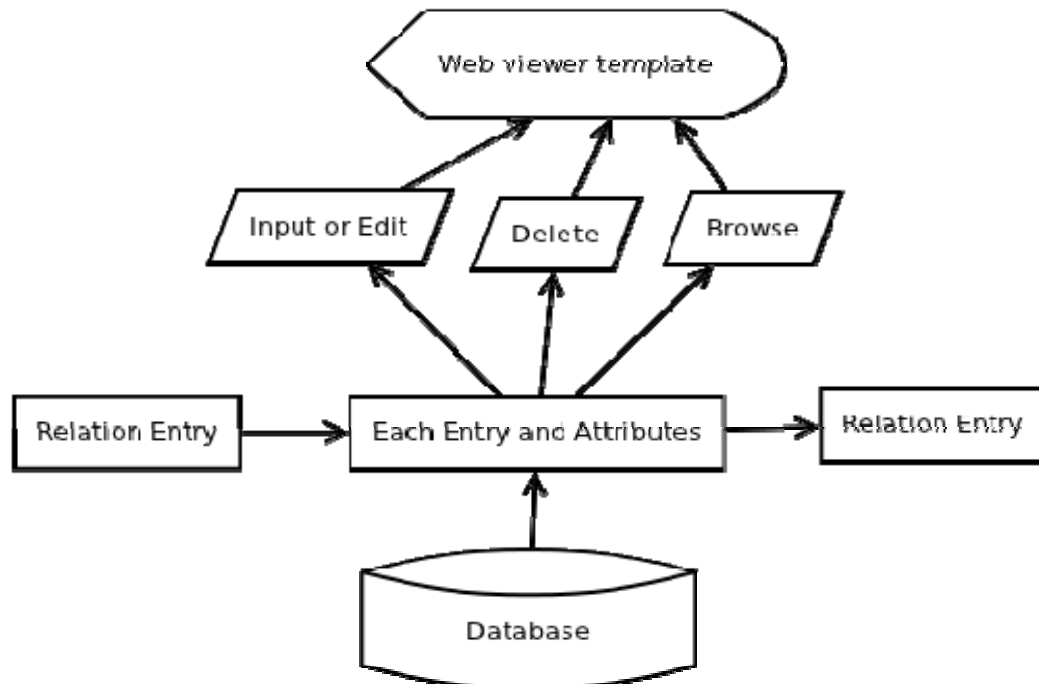 Web viewer template
Input or Edit
Delete
Browse
Relation Entry
Each Entry and Attributes
Relation Entry
Database